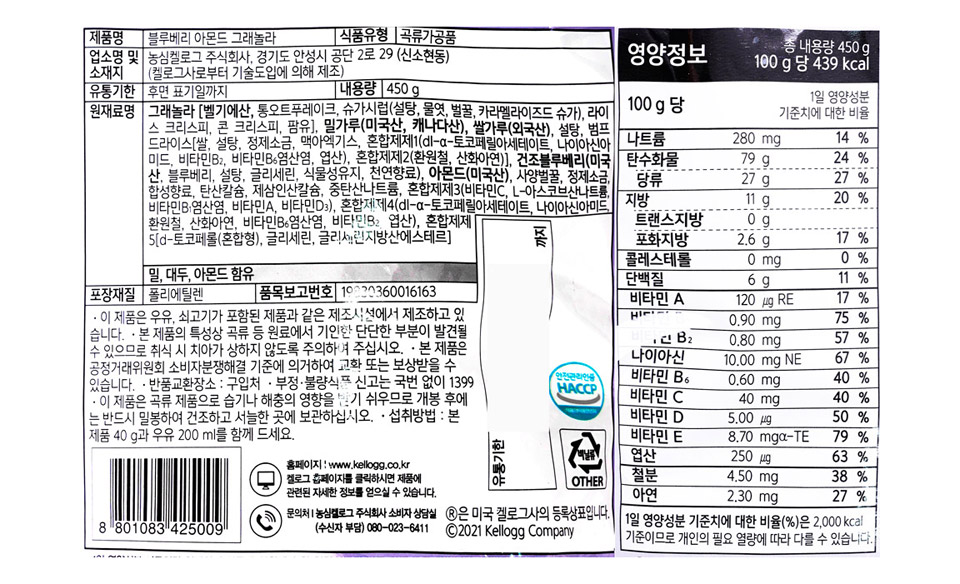 제품명 블루베리 아몬드 그래놀라 식품유형 곡류가공품
업소명 및 소재지 농심켈로그 주식회사, 경기도 안성시 공단 2로 29 (신소현동)
(켈로그사로부터 기술도입에 의해 제조)
유통기한 후면 표기일까지 내용량 450 g
원재료명 그래놀라 [벨기에산, 통오트푸레이크, 슈가시럽(설탕, 물엿, 벌꿀, 카라멜라이즈드 슈가), 라이
스 크리스피, 콘 크리스피, 팜유], 밀가루(미국산, 캐나다산), 쌀가루(외국산), 설탕, 범프
드라이스[쌀, 설탕, 정제소금, 맥아엑기스, 혼합제제1(dl-α-토코페릴아세테이트, 나이아신아
미드, 비타민B₂, 비타민B₆염산염, 엽산), 혼합제제2(환원철, 산화아연)], 건조블루베리(미국
산, 블루베리, 설탕, 글리세린, 식물성유지, 천연향료), 아몬드(미국산), 사양벌꿀, 정제소금,
합성향료, 탄산칼슘, 제삼인산칼슘, 중탄산나트륨, 혼합제제3(비타민C, L-아스코브산나트륨,
비타민B₁염산염, 비타민A, 비타민D₃), 혼합제제4(dl-α-토코페릴아세테이트, 나이아신아미드,
환원철, 산화아연, 비타민B₆염산염, 비타민B₂, 엽산), 혼합제제
5[d-토코페롤(혼합형), 글리세린, 글리세린지방산에스테르]
밀, 대두, 아몬드 함유
포장재질 폴리에틸렌 품목보고번호 19820360016163
· 이 제품은 우유, 쇠고기가 포함된 제품과 같은 제조시설에서 제조하고 있
습니다. · 본 제품의 특성상 곡류 등 원료에서 기인한 단단한 부분이 발견될
수 있으므로 취식 시 치아가 상하지 않도록 주의하여 주십시오. · 본 제품은
공정거래위원회 소비자분쟁해결 기준에 의거하여 교환 또는 보상받을 수
있습니다. · 반품교환장소 : 구입처 · 부정·불량식품 신고는 국번 없이 1399
· 이 제품은 곡류 제품으로 습기나 해충의 영향을 받기 쉬우므로 개봉 후에
는 반드시 밀봉하여 건조하고 서늘한 곳에 보관하십시오. · 섭취방법 : 본
제품 40 g과 우유 200 ml를 함께 드세요.
까지
유통기한
안전관리인증
HACCP
비닐류
OTHER
8 801083 425009
홈페이지 : www.kellogg.co.kr
켈로그 홈페이지를 클릭하시면 제품에
관련된 자세한 정보를 얻으실 수 있습니다.
문의처 | 농심켈로그 주식회사 소비자 상담실
(수신자 부담) 080-023-6411
®은 미국 켈로그사의 등록상표입니다.
©2021 Kellogg Company
영양정보 총 내용량 450 g
100 g 당 439 kcal
100 g 당 1일 영양성분
기준치에 대한 비율
나트륨 280 mg 14 %
탄수화물 79 g 24 %
당류 27 g 27 %
지방 11 g 20 %
트랜스지방 0 g
포화지방 2.6 g 17 %
콜레스테롤 0 mg 0 %
단백질 6 g 11 %
비타민 A 120 μg RE 17 %
0.90 mg 75 %
B₂ 0.80 mg 57 %
나이아신 10.00 mg NE 67 %
비타민 B₆ 0.60 mg 40 %
비타민 C 40 mg 40 %
비타민 D 5.00 μg 50 %
비타민 E 8.70 mgα-TE 79 %
엽산 250 μg 63 %
철분 4.50 mg 38 %
아연 2.30 mg 27 %
1일 영양성분 기준치에 대한 비율(%)은 2,000 kcal
기준이므로 개인의 필요 열량에 따라 다를 수 있습니다.